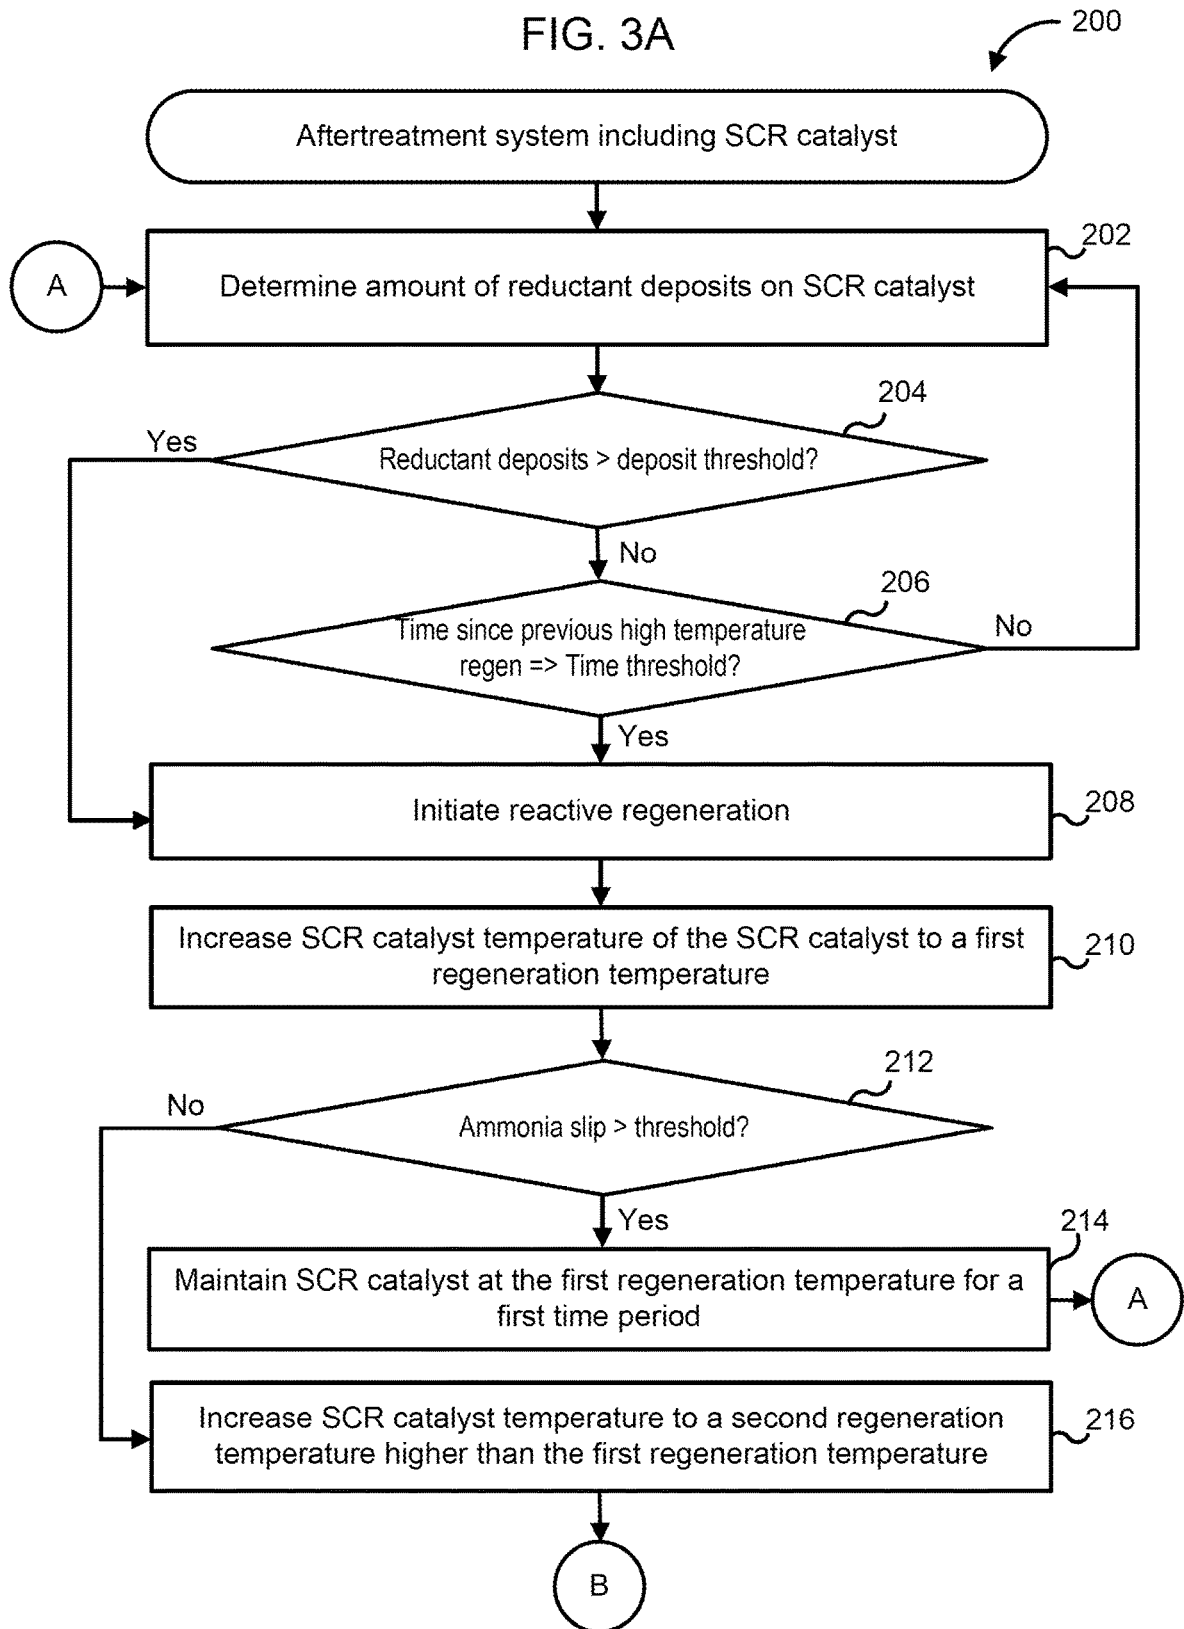 FIG. 3A
200
Aftertreatment system including SCR catalyst
202
A
Determine amount of reductant deposits on SCR catalyst
204
Yes
Reductant deposits > deposit threshold?
No
206
Time since previous high temperature
regen => Time threshold?
No
Yes
Initiate reactive regeneration
208
Increase SCR catalyst temperature of the SCR catalyst to a first
regeneration temperature
210
212
No
Ammonia slip > threshold?
Yes
214
Maintain SCR catalyst at the first regeneration temperature for a
first time period
A
Increase SCR catalyst temperature to a second regeneration
temperature higher than the first regeneration temperature
216
B